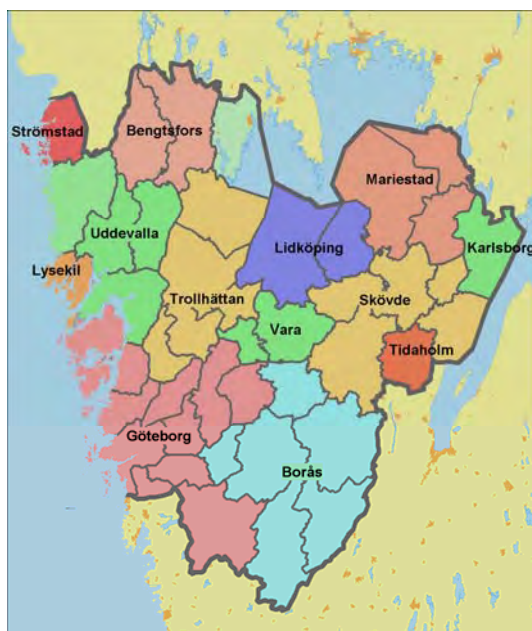 Strömstad
Bengtsfors
Mariestad
Uddevalla
Lidköping
Karlsborg
Lysekil
Trollhättan
Skövde
Vara
Tidaholm
Göteborg
Borås